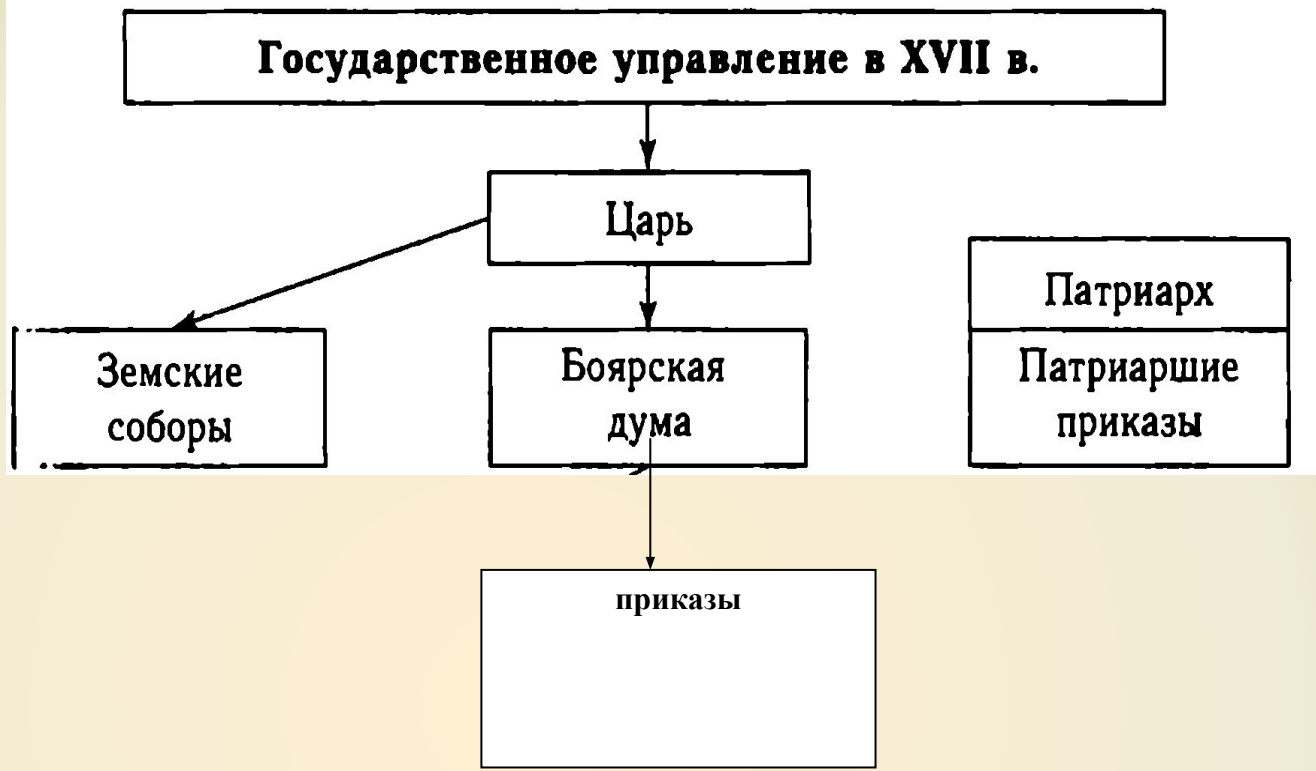 Государственное управление в XVII в.
Царь
Патриарх
Земские
соборы
Боярская
дума
Патриаршие
приказы
приказы